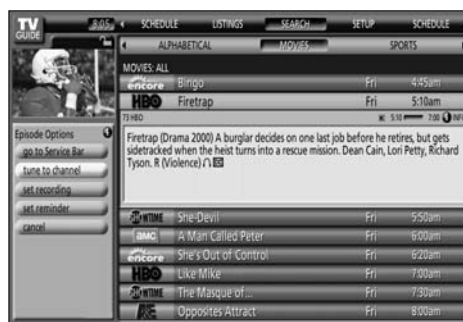 TV GUIDE 8:05 SCHEDULE LISTINGS SEARCH SETUP SCHEDULE
ALPHABETICAL MOVIES SPORTS
MOVIES: ALL
encore Bingo Fri 4:45am
HBO Firetrap Fri 5:10am
73 HBO 5:10 7:00 INFO
Firetrap (Drama 2000) A burglar decides on one last job before he retires, but gets
sidetracked when the heist turns into a rescue mission. Dean Cain, Lori Petty, Richard
Tyson. R (Violence)
Episode Options
go to Service Bar
tune to channel
set recording
set reminder
cancel
SHOWTIME She-Devil Fri 5:50am
amc A Man Called Peter Fri 6:00am
encore She's Out of Control Fri 6:20am
HBO Like Mike Fri 7:00am
SHOWTIME The Masque of... Fri 7:30am
A&E Opposites Attract Fri 8:00am